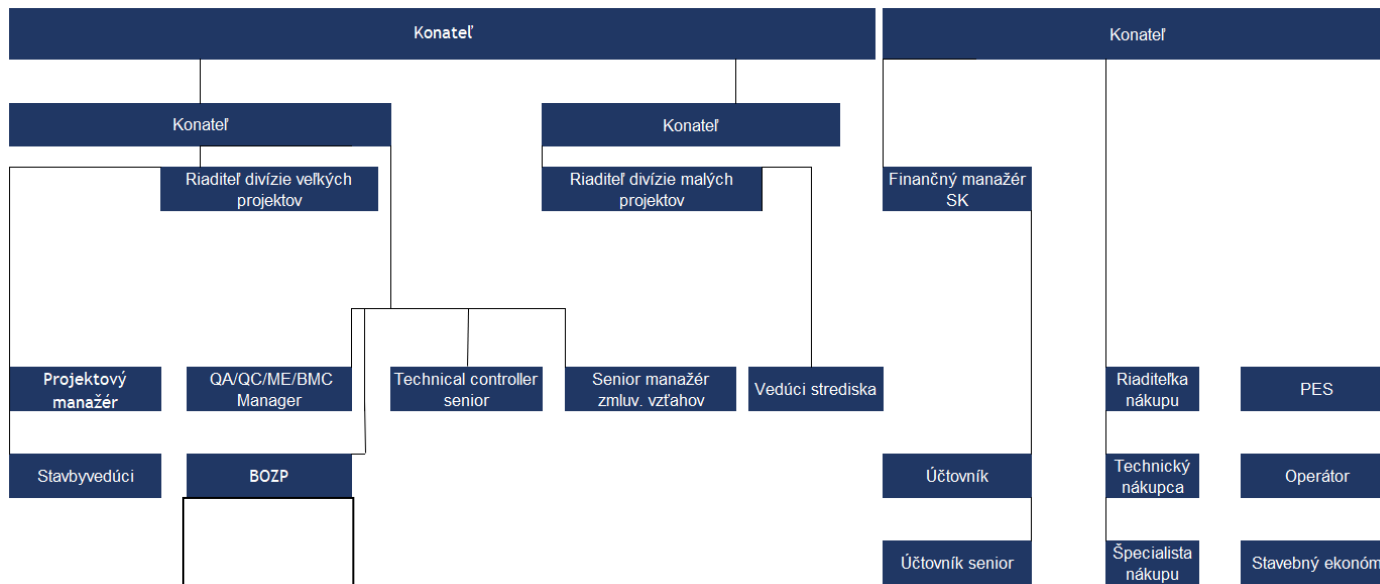 Konateľ
Konateľ
Konateľ
Konateľ
Riaditeľ divízie veľkých
projektov
Riaditeľ divízie malých
projektov
Finančný manažér
SK
Projektový
manažér
QA/QC/ME/BMC
Manager
Technical controller
senior
Senior manažér
zmluv. vzťahov
Vedúci strediska
Riaditeľka
nákupu
PES
Stavbyvedúci
BOZP
Účtovník
Technický
nákupca
Operátor
Účtovník senior
Špecialista
nákupu
Stavebný ekonóm